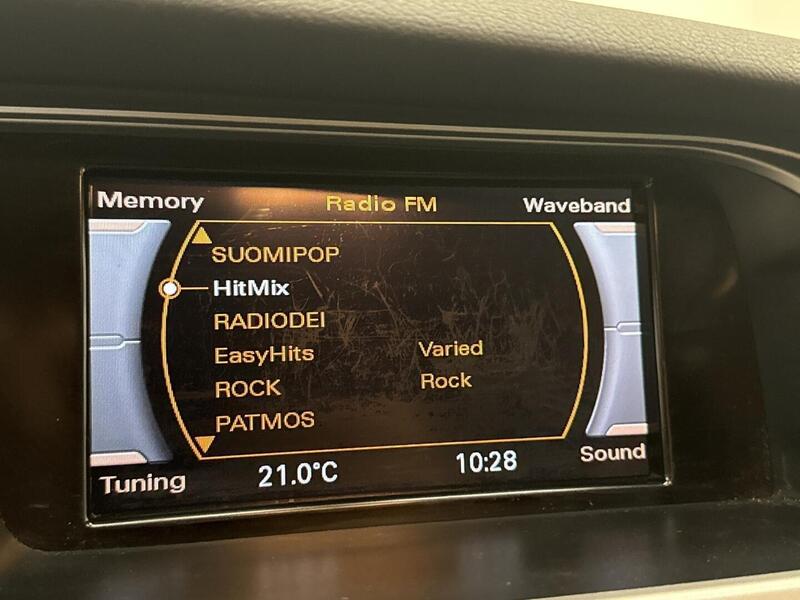 Memory Radio FM Waveband
SUOMIPOP
HitMix
RADIODEI
EasyHits Varied
ROCK Rock
PATMOS
Tuning 21.0°C 10:28 Sound